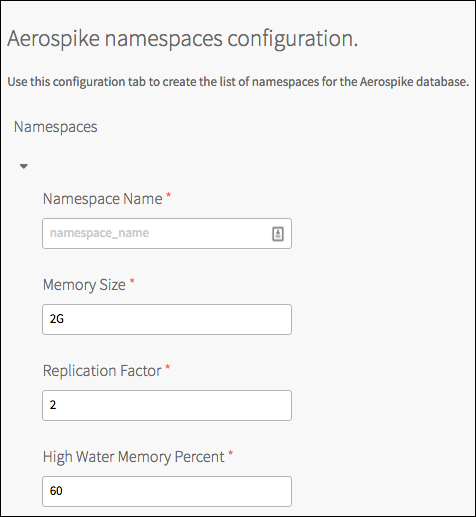 Aerospike namespaces configuration.
Use this configuration tab to create the list of namespaces for the Aerospike database.
Namespaces
Namespace Name *
namespace_name
Memory Size *
2G
Replication Factor *
2
High Water Memory Percent *
60